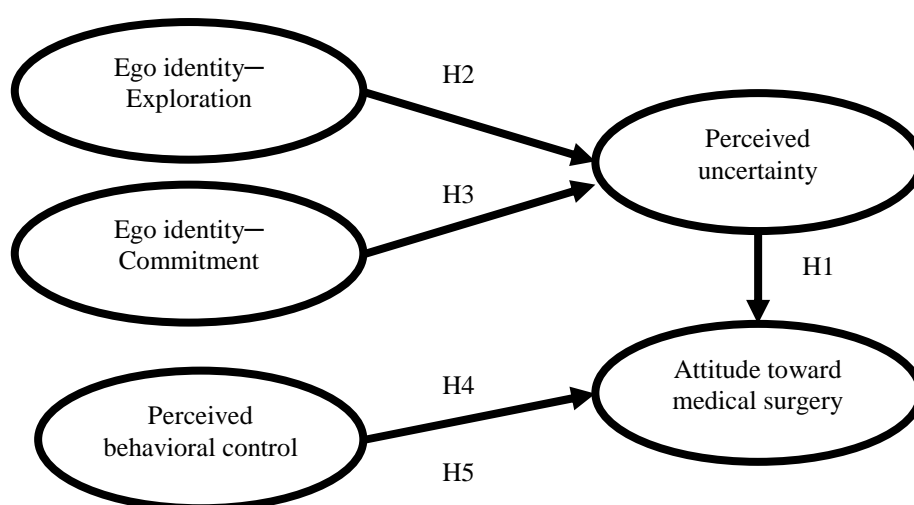 Ego identity─
Exploration
H2
Perceived
uncertainty
Ego identity─
Commitment
H3
H1
Perceived
behavioral control
H4
H5
Attitude toward
medical surgery